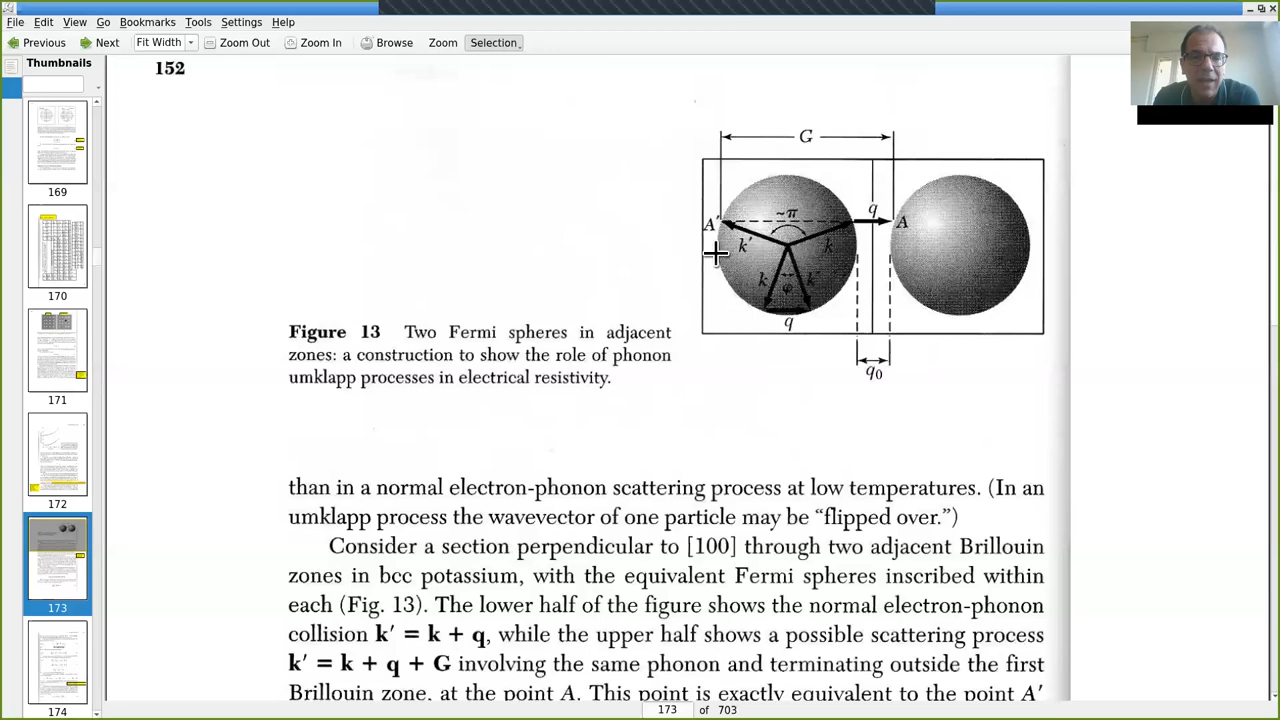 File Edit View Go Bookmarks Tools Settings Help
Previous Next Fit Width Zoom Out Zoom In Browse Zoom Selection
Thumbnails
169
170
171
172
173
174
152
G
A′ ~π q A
k′ k
k φ k′
q
q₀
Figure 13 Two Fermi spheres in adjacent
zones: a construction to show the role of phonon
umklapp processes in electrical resistivity.
than in a normal electron-phonon scattering process at low temperatures. (In an
umklapp process the wavevector of one particle may be “flipped over.”)
Consider a section perpendicular to [100] through two adjacent Brillouin
zones in bcc potassium, with the equivalent Fermi spheres inscribed within
each (Fig. 13). The lower half of the figure shows the normal electron-phonon
collision k′ = k + q, while the upper half shows a possible scattering process
k′ = k + q + G involving the same phonon and terminating outside the first
Brillouin zone, at the point A. This point is exactly equivalent to the point A′
173 of 703